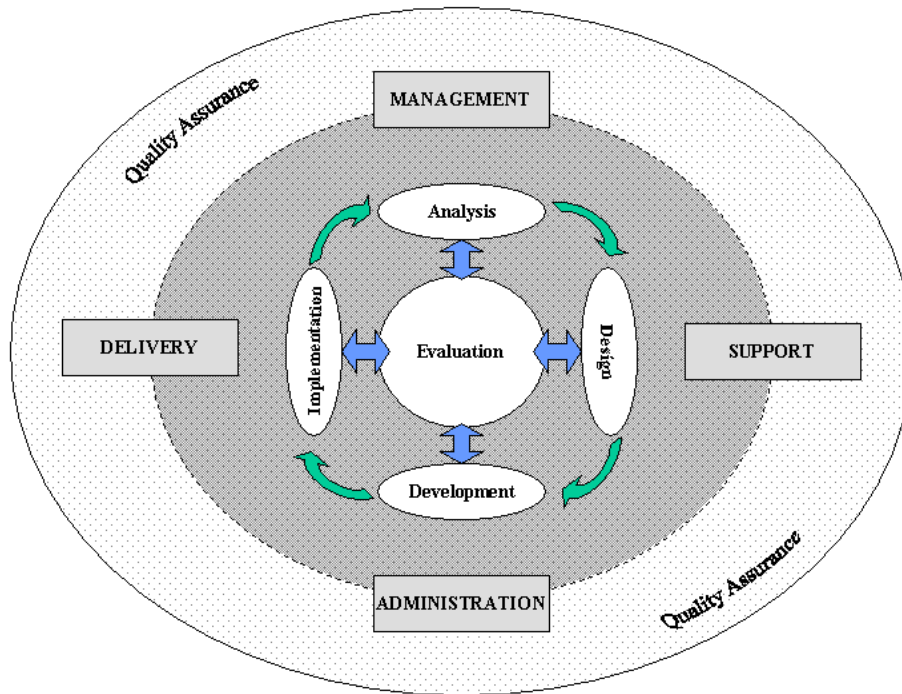 Quality Assurance
MANAGEMENT
Analysis
DELIVERY
Implementation
Evaluation
Design
SUPPORT
Development
ADMINISTRATION
Quality Assurance